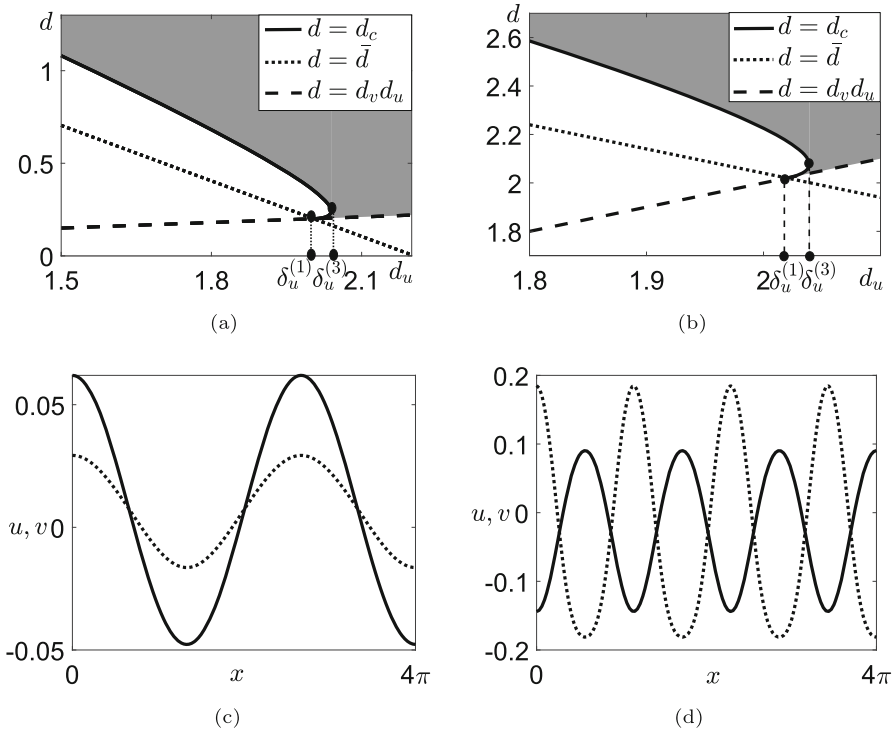 d
1
0.5
0
1.5
1.8
2.1
d_u
δ_u^{(1)}
δ_u^{(3)}
d = d_c
d = d̄
d = d_v d_u
(a)
d
2.6
2.4
2.2
2
1.8
1.8
1.9
2
δ_u^{(1)}
δ_u^{(3)}
d_u
d = d_c
d = d̄
d = d_v d_u
(b)
0.05
u, v 0
-0.05
0
x
4π
(c)
0.2
0.1
u, v 0
-0.1
-0.2
0
x
4π
(d)